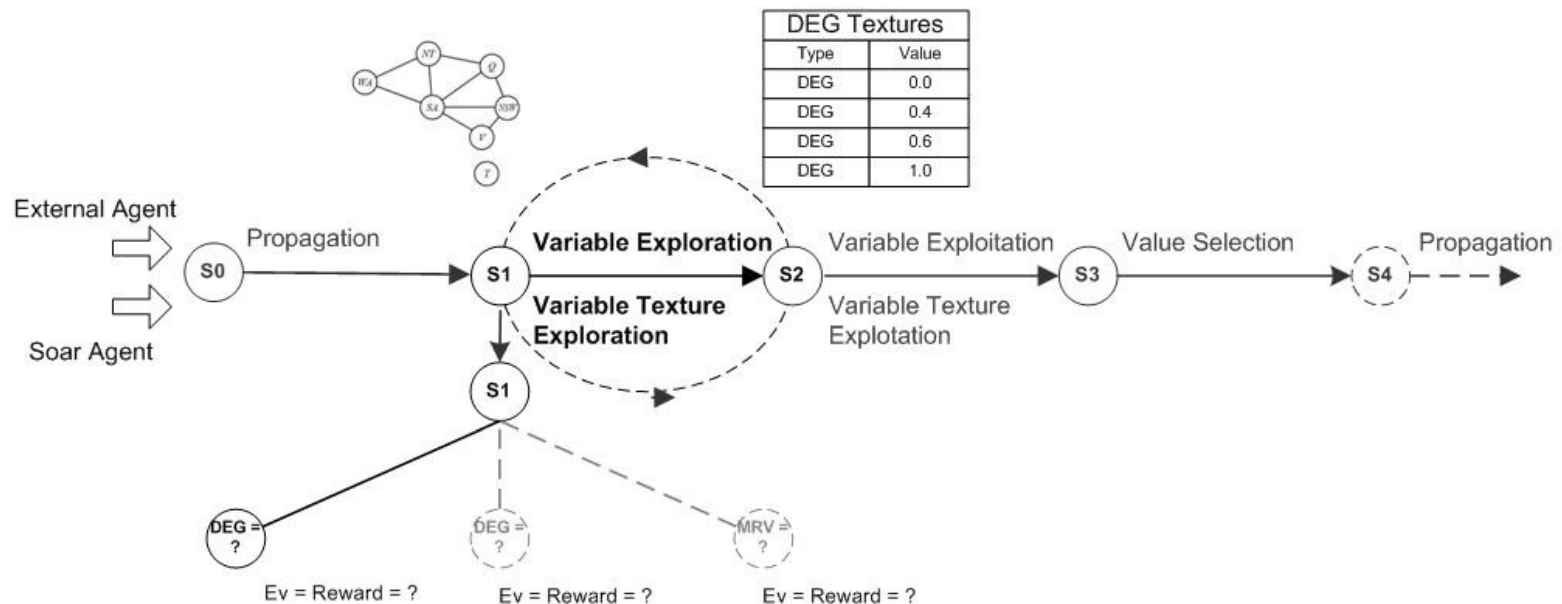 DEG Textures
Type Value
DEG 0.0
DEG 0.4
DEG 0.6
DEG 1.0
NT
Q
WA
SA
NSW
V
T
External Agent
Soar Agent
S0
Propagation
S1
Variable Exploration
Variable Texture
Exploration
S2
Variable Exploitation
Variable Texture
Explotation
S3
Value Selection
S4
Propagation
S1
DEG =
?
DEG =
?
MRV =
?
Ev = Reward = ?
Ev = Reward = ?
Ev = Reward = ?